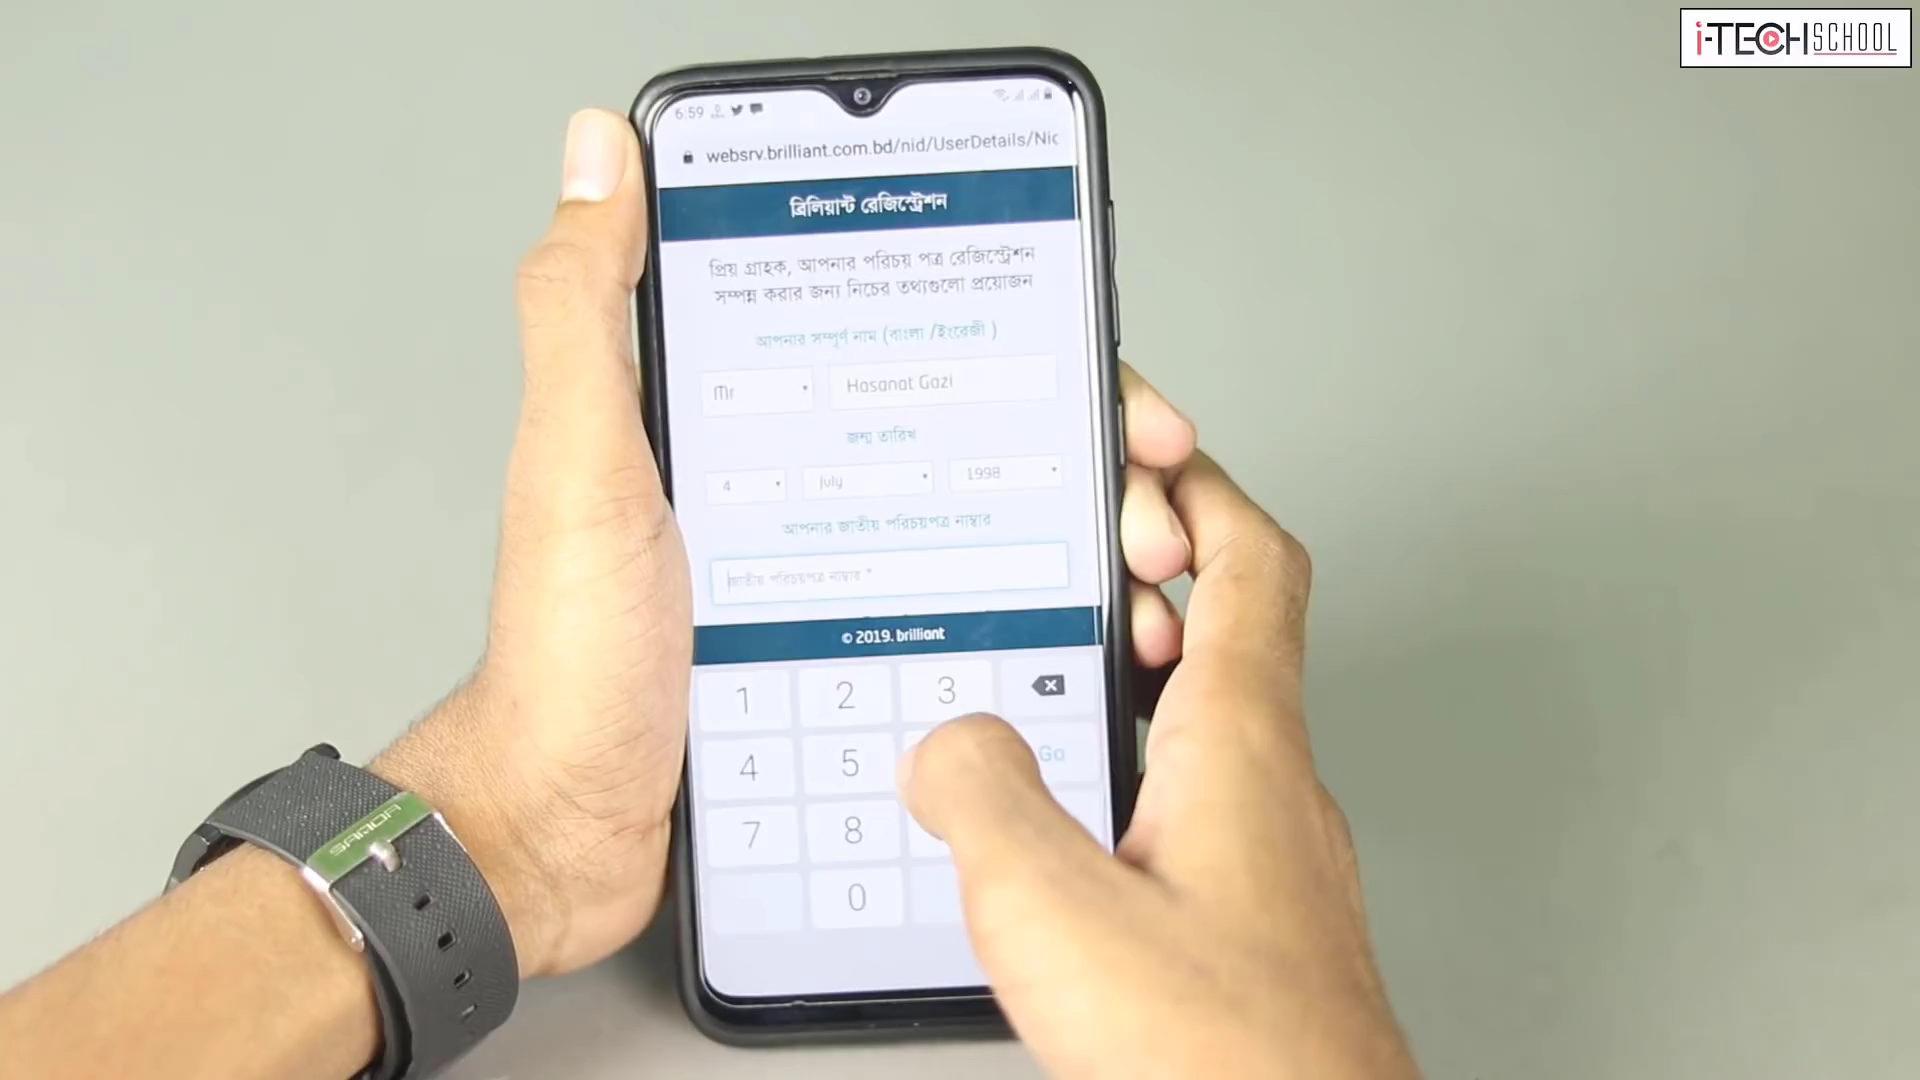 i-TECH SCHOOL
6:59
websrv.brilliant.com.bd/nid/UserDetails/Nic
ব্রিলিয়ান্ট রেজিস্ট্রেশন
প্রিয় গ্রাহক, আপনার পরিচয় পত্র রেজিস্ট্রেশন
সম্পন্ন করার জন্য নিচের তথ্যগুলো প্রয়োজন
আপনার সম্পূর্ণ নাম (বাংলা /ইংরেজী )
Mr Hasanat Gazi
জন্ম তারিখ
4 July 1998
আপনার জাতীয় পরিচয়পত্র নাম্বার
জাতীয় পরিচয়পত্র নাম্বার *
© 2019. brilliant
1 2 3
4 5 Go
7 8
0
SAMDA